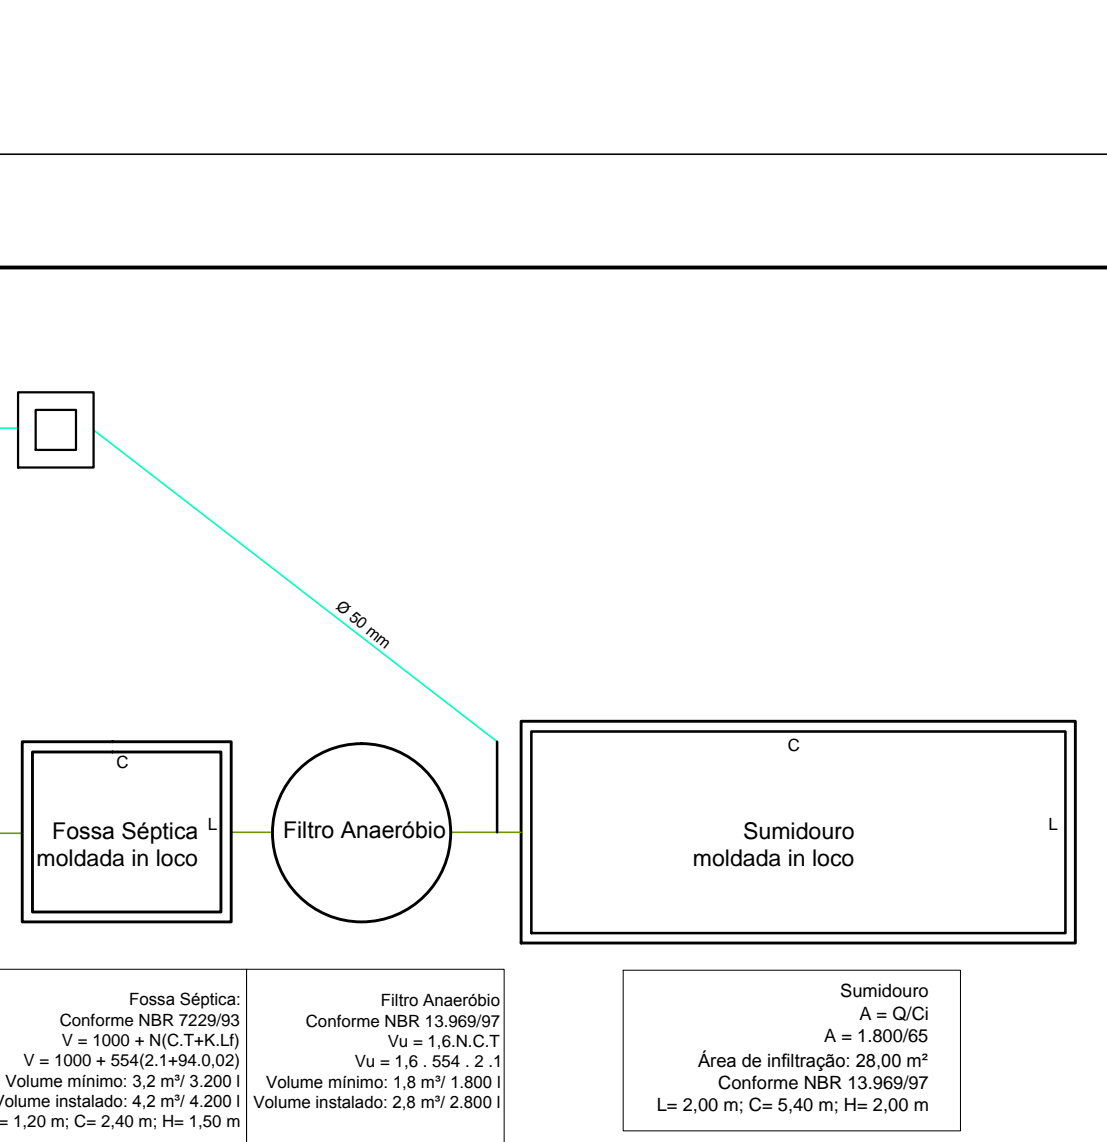 Ø 50 mm
C
L
Fossa Séptica
moldada in loco
Filtro Anaeróbio
C
L
Sumidouro
moldada in loco
Fossa Séptica:
Conforme NBR 7229/93
V = 1000 + N(C.T+K.Lf)
V = 1000 + 554(2.1+94.0,02)
Volume mínimo: 3,2 m³/ 3.200 l
Volume instalado: 4,2 m³/ 4.200 l
= 1,20 m; C= 2,40 m; H= 1,50 m
Filtro Anaeróbio
Conforme NBR 13.969/97
Vu = 1,6.N.C.T
Vu = 1,6 . 554 . 2 .1
Volume mínimo: 1,8 m³/ 1.800 l
Volume instalado: 2,8 m³/ 2.800 l
Sumidouro
A = Q/Ci
A = 1.800/65
Área de infiltração: 28,00 m²
Conforme NBR 13.969/97
L= 2,00 m; C= 5,40 m; H= 2,00 m